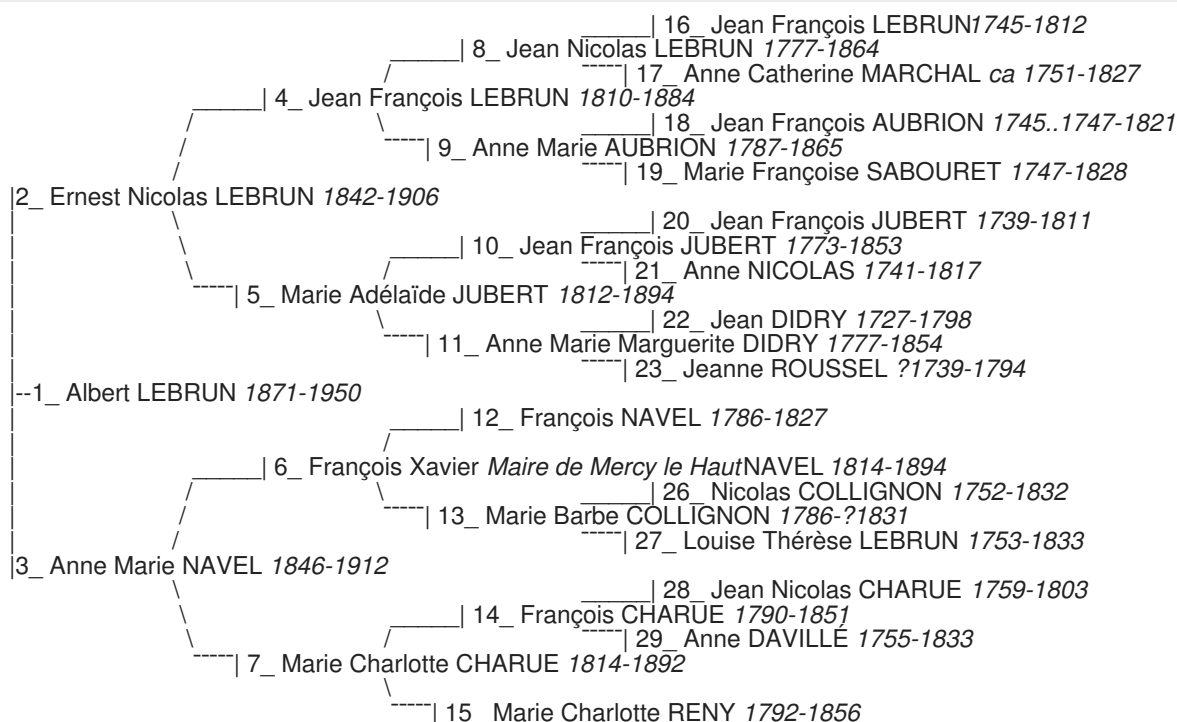 16_ Jean François LEBRUN1745-1812
8_ Jean Nicolas LEBRUN 1777-1864
17_ Anne Catherine MARCHAL ca 1751-1827
4_ Jean François LEBRUN 1810-1884
18_ Jean François AUBRION 1745..1747-1821
9_ Anne Marie AUBRION 1787-1865
19_ Marie Françoise SABOURET 1747-1828
2_ Ernest Nicolas LEBRUN 1842-1906
20_ Jean François JUBERT 1739-1811
10_ Jean François JUBERT 1773-1853
21_ Anne NICOLAS 1741-1817
5_ Marie Adélaïde JUBERT 1812-1894
22_ Jean DIDRY 1727-1798
11_ Anne Marie Marguerite DIDRY 1777-1854
23_ Jeanne ROUSSEL ?1739-1794
--1_ Albert LEBRUN 1871-1950
12_ François NAVEL 1786-1827
6_ François Xavier Maire de Mercy le HautNAVEL 1814-1894
26_ Nicolas COLLIGNON 1752-1832
13_ Marie Barbe COLLIGNON 1786-?1831
27_ Louise Thérèse LEBRUN 1753-1833
3_ Anne Marie NAVEL 1846-1912
28_ Jean Nicolas CHARUE 1759-1803
14_ François CHARUE 1790-1851
29_ Anne DAVILLÉ 1755-1833
7_ Marie Charlotte CHARUE 1814-1892
15_ Marie Charlotte RENY 1792-1856